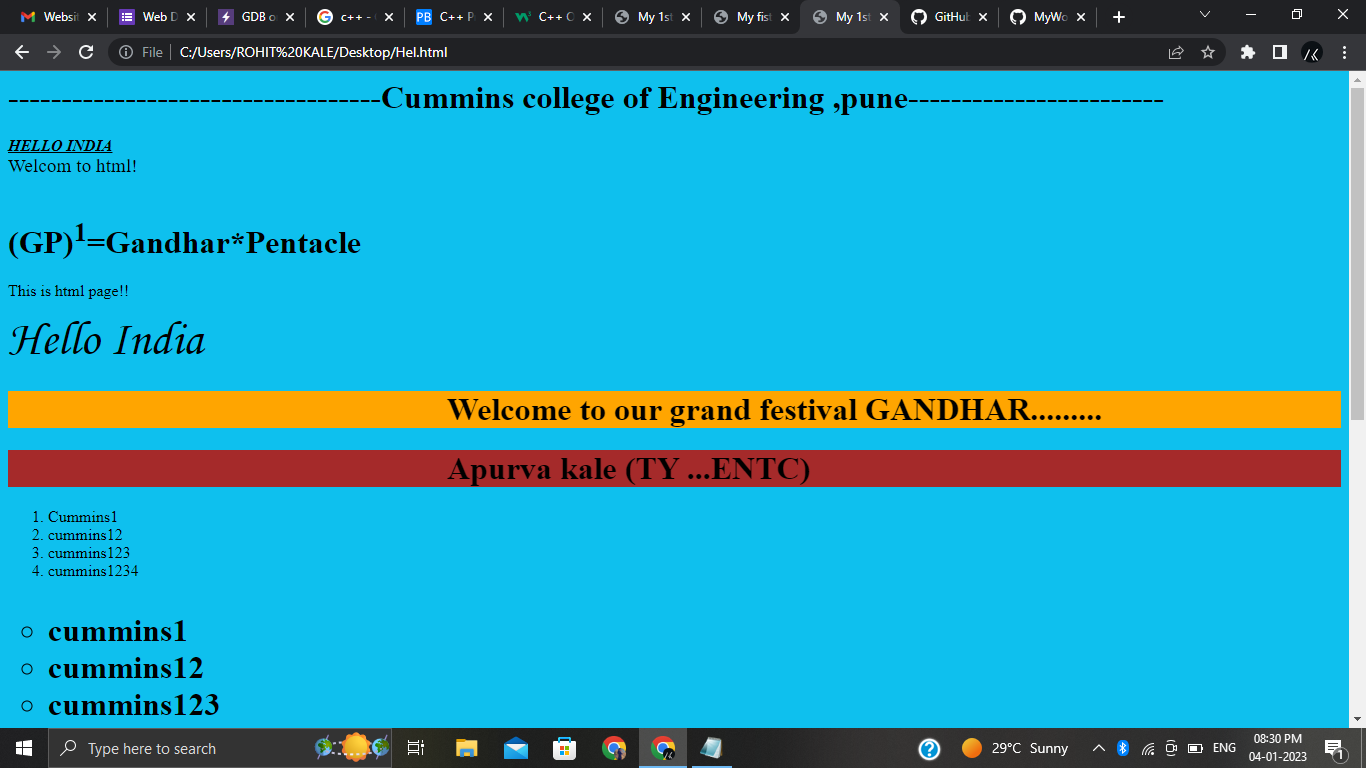 Websit
Web D
GDB o
c++ -
C++ P
C++ O
My 1st
My fist
My 1st
GitHub
MyWo
File
C:/Users/ROHIT%20KALE/Desktop/Hel.html
-----------------------------------Cummins college of Engineering ,pune------------------------
HELLO INDIA
Welcom to html!
(GP)1=Gandhar*Pentacle
This is html page!!
Hello India
Welcome to our grand festival GANDHAR.........
Apurva kale (TY ...ENTC)
1. Cummins1
2. cummins12
3. cummins123
4. cummins1234
cummins1
cummins12
cummins123
Type here to search
29°C Sunny
ENG
08:30 PM
04-01-2023
1